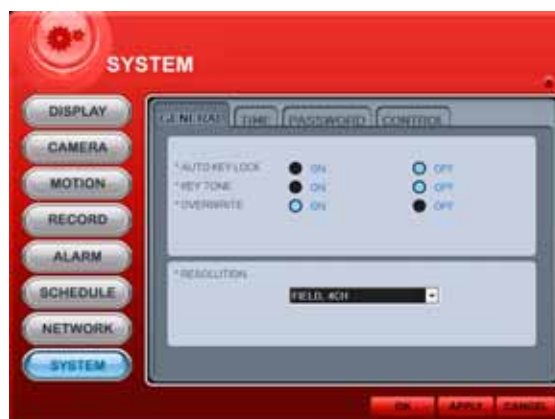 SYSTEM
DISPLAY
CAMERA
MOTION
RECORD
ALARM
SCHEDULE
NETWORK
SYSTEM
GENERAL TIME PASSWORD CONTROL
* AUTO KEY LOCK ON OFF
* KEY TONE ON OFF
* OVERWRITE ON OFF
* RESOLUTION
FIELD, 4CH
OK APPLY CANCEL